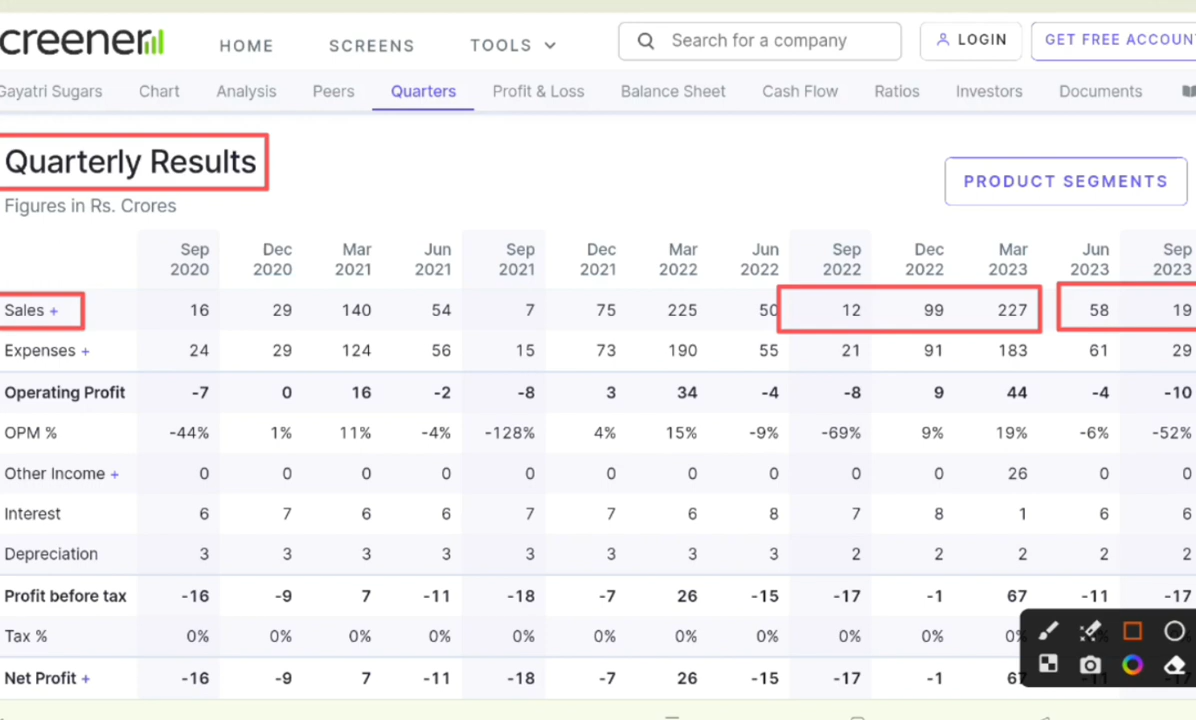 creener
HOME SCREENS TOOLS Search for a company LOGIN GET FREE ACCOUNT
Gayatri Sugars Chart Analysis Peers Quarters Profit & Loss Balance Sheet Cash Flow Ratios Investors Documents
Quarterly Results
PRODUCT SEGMENTS
Figures in Rs. Crores
Sep 2020 Dec 2020 Mar 2021 Jun 2021 Sep 2021 Dec 2021 Mar 2022 Jun 2022 Sep 2022 Dec 2022 Mar 2023 Jun 2023 Sep 2023
Sales + 16 29 140 54 7 75 225 50 12 99 227 58 19
Expenses + 24 29 124 56 15 73 190 55 21 91 183 61 29
Operating Profit -7 0 16 -2 -8 3 34 -4 -8 9 44 -4 -10
OPM % -44% 1% 11% -4% -128% 4% 15% -9% -69% 9% 19% -6% -52%
Other Income + 0 0 0 0 0 0 0 0 0 0 26 0 0
Interest 6 7 6 6 7 7 6 8 7 8 1 6 6
Depreciation 3 3 3 3 3 3 3 3 2 2 2 2 2
Profit before tax -16 -9 7 -11 -18 -7 26 -15 -17 -1 67 -11 -17
Tax % 0% 0% 0% 0% 0% 0% 0% 0% 0% 0% 0%
Net Profit + -16 -9 7 -11 -18 -7 26 -15 -17 -1 67 -11